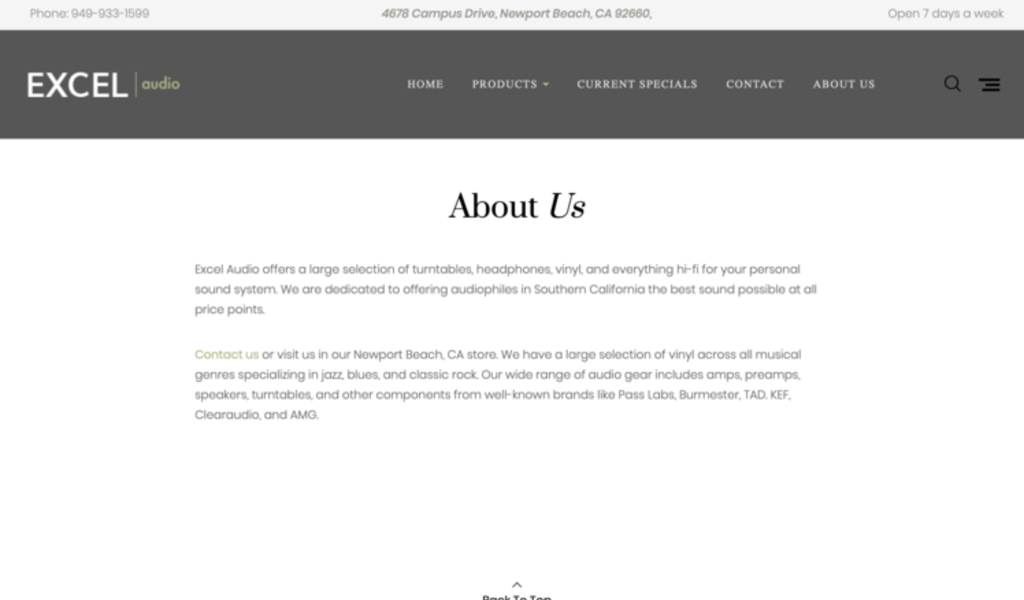 Phone: 949-933-1599
4678 Campus Drive, Newport Beach, CA 92660,
Open 7 days a week
EXCEL | audio
HOME
PRODUCTS
CURRENT SPECIALS
CONTACT
ABOUT US
About Us
Excel Audio offers a large selection of turntables, headphones, vinyl, and everything hi-fi for your personal
sound system. We are dedicated to offering audiophiles in Southern California the best sound possible at all
price points.
Contact us or visit us in our Newport Beach, CA store. We have a large selection of vinyl across all musical
genres specializing in jazz, blues, and classic rock. Our wide range of audio gear includes amps, preamps,
speakers, turntables, and other components from well-known brands like Pass Labs, Burmester, TAD. KEF,
Clearaudio, and AMG.
Back To Top